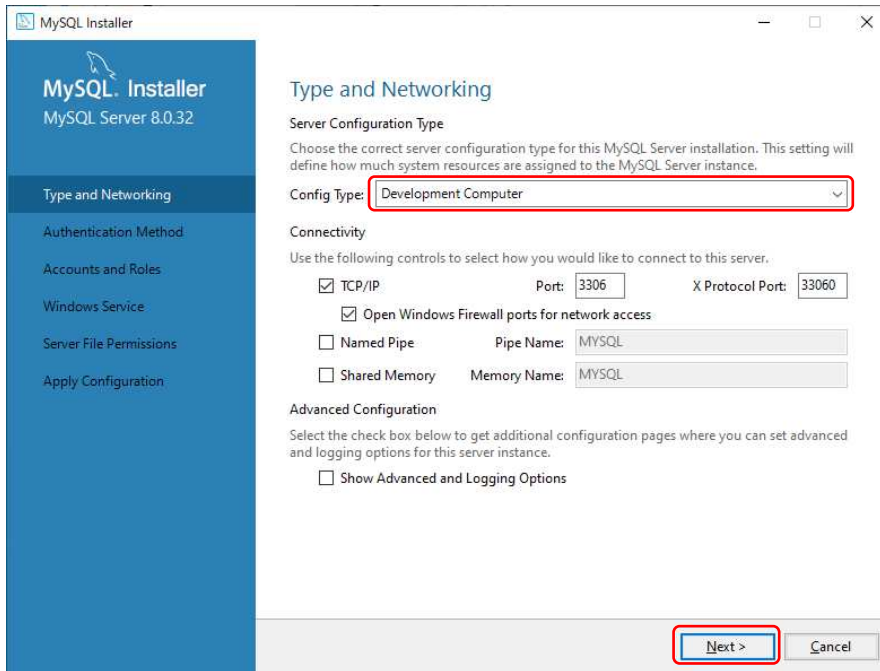 MySQL Installer
MySQL. Installer
MySQL Server 8.0.32
Type and Networking
Authentication Method
Accounts and Roles
Windows Service
Server File Permissions
Apply Configuration
Type and Networking
Server Configuration Type
Choose the correct server configuration type for this MySQL Server installation. This setting will
define how much system resources are assigned to the MySQL Server instance.
Config Type: Development Computer
Connectivity
Use the following controls to select how you would like to connect to this server.
TCP/IP Port: 3306 X Protocol Port: 33060
Open Windows Firewall ports for network access
Named Pipe Pipe Name: MYSQL
Shared Memory Memory Name: MYSQL
Advanced Configuration
Select the check box below to get additional configuration pages where you can set advanced
and logging options for this server instance.
Show Advanced and Logging Options
Next > Cancel